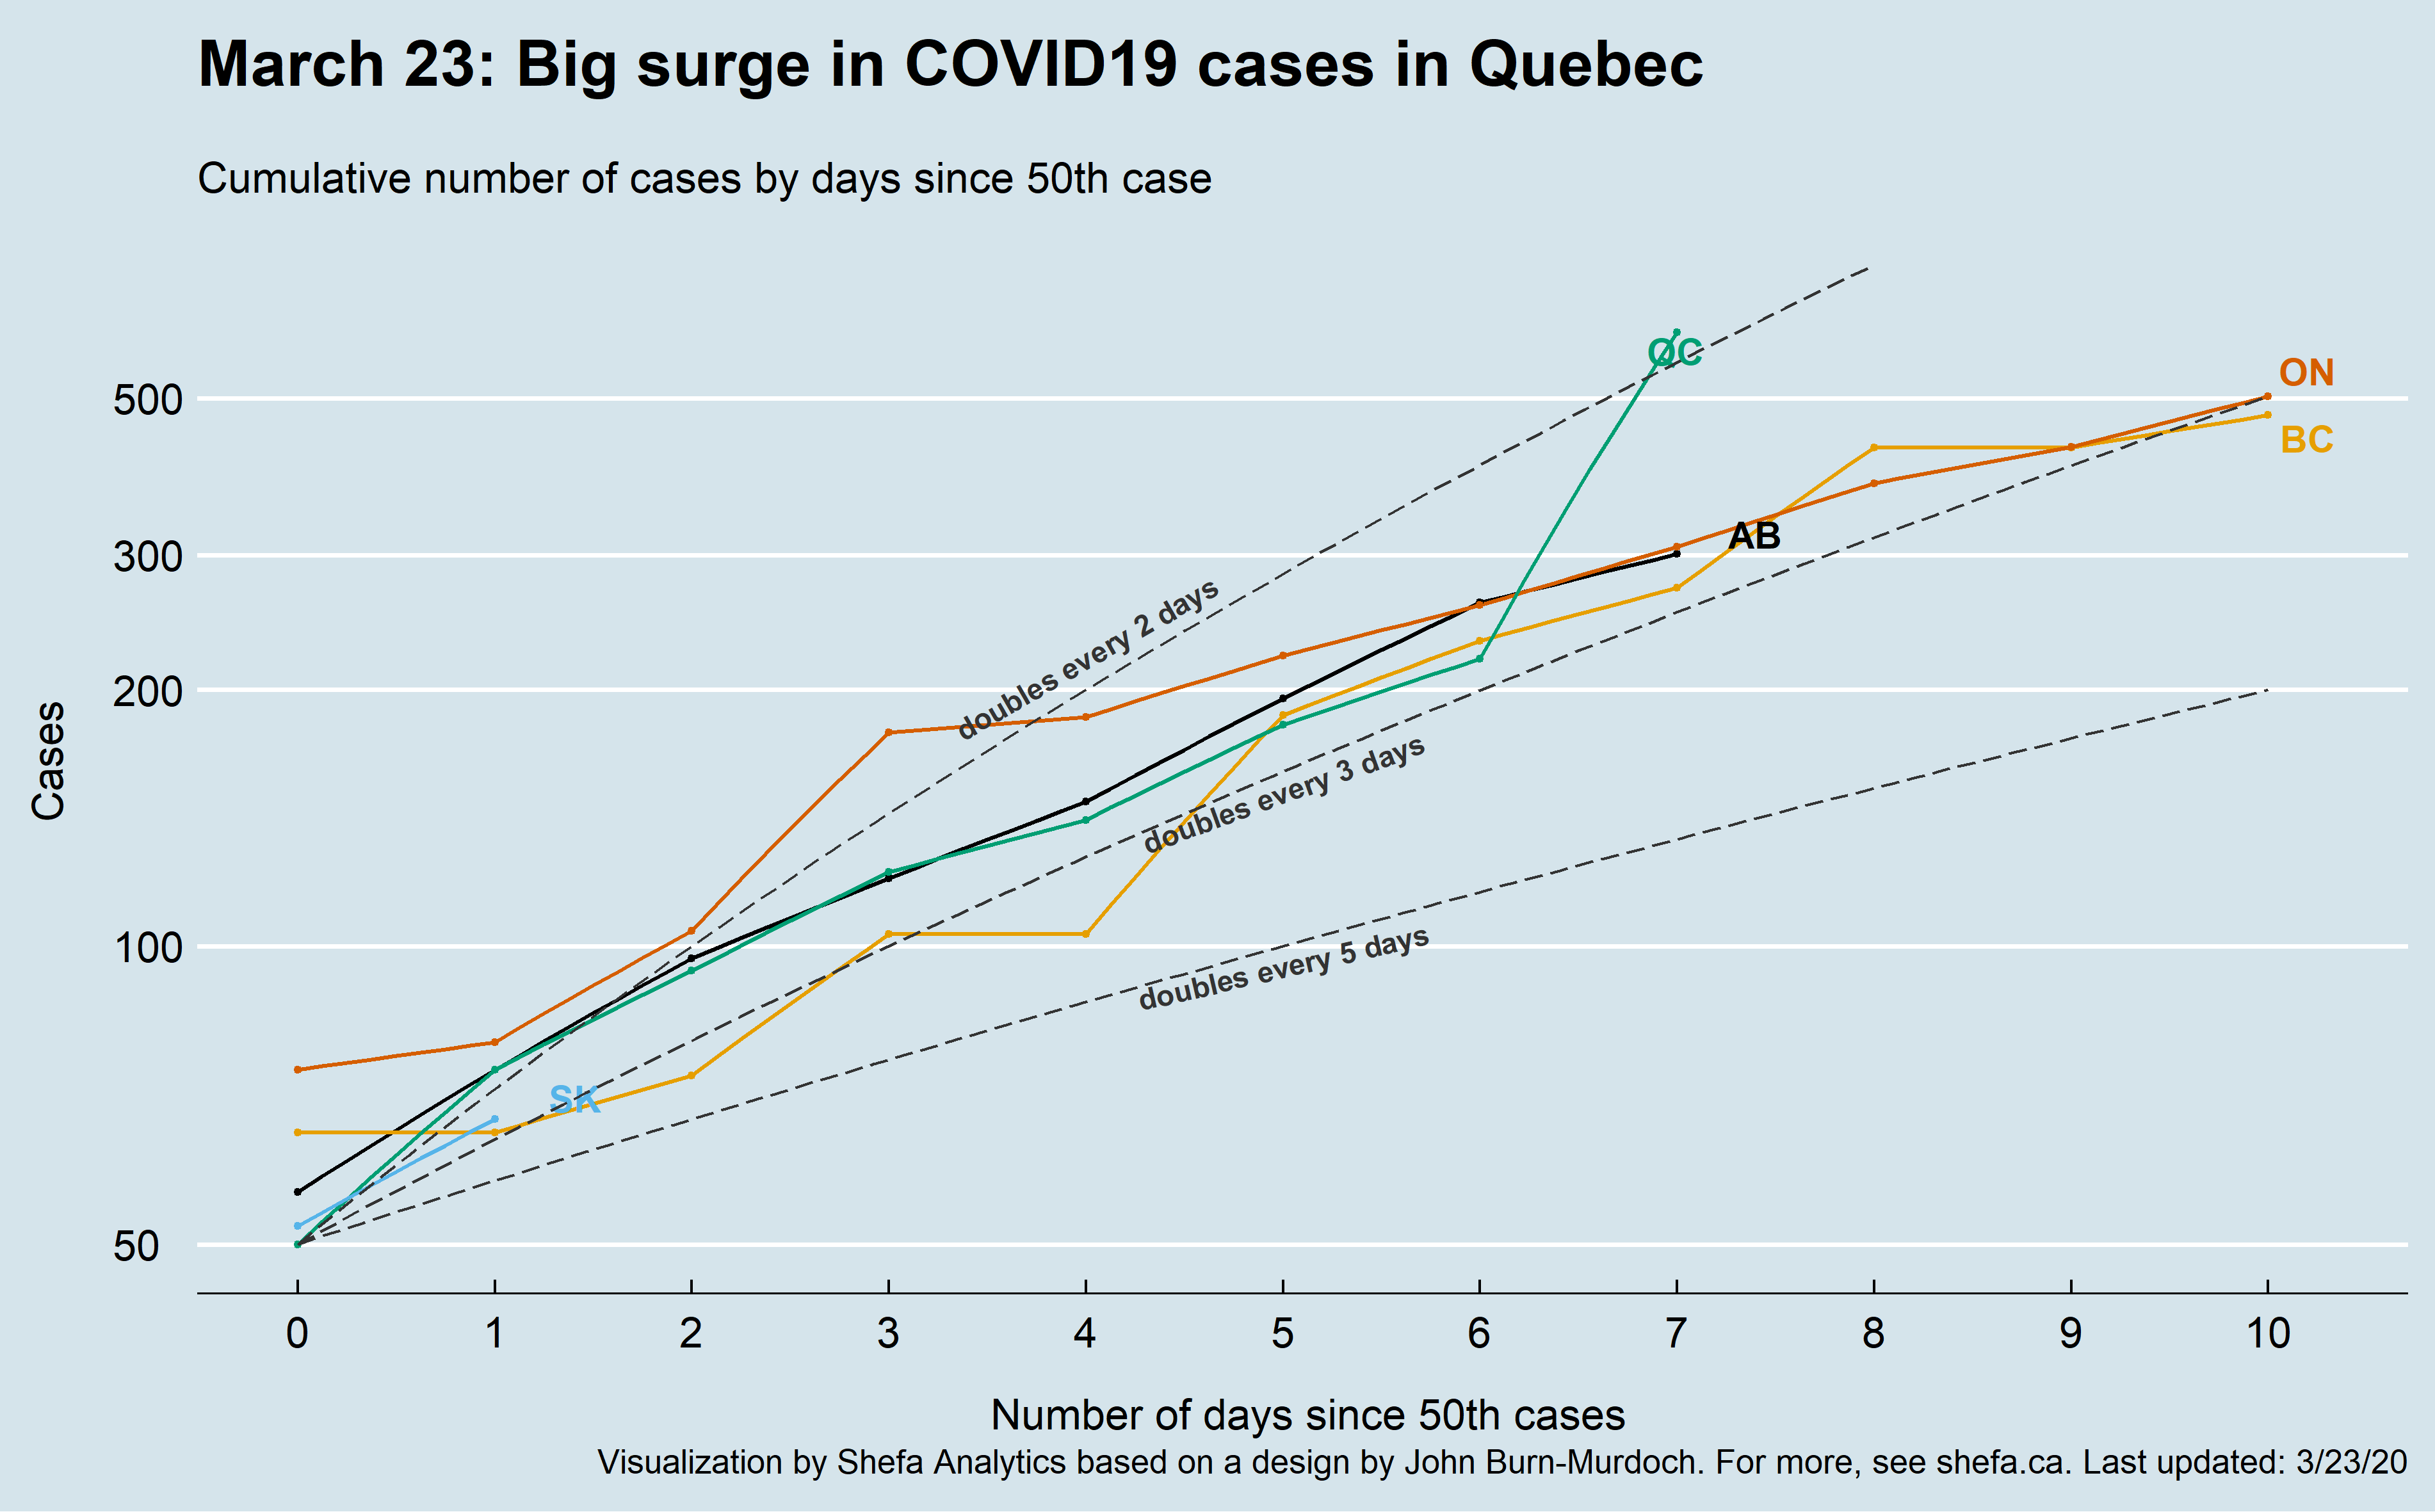 March 23: Big surge in COVID19 cases in Quebec
Cumulative number of cases by days since 50th case
QC
ON
500
BC
AB
300
doubles every 2 days
200
Cases
doubles every 3 days
100
doubles every 5 days
SK
50
0 1 2 3 4 5 6 7 8 9 10
Number of days since 50th cases
Visualization by Shefa Analytics based on a design by John Burn-Murdoch. For more, see shefa.ca. Last updated: 3/23/20